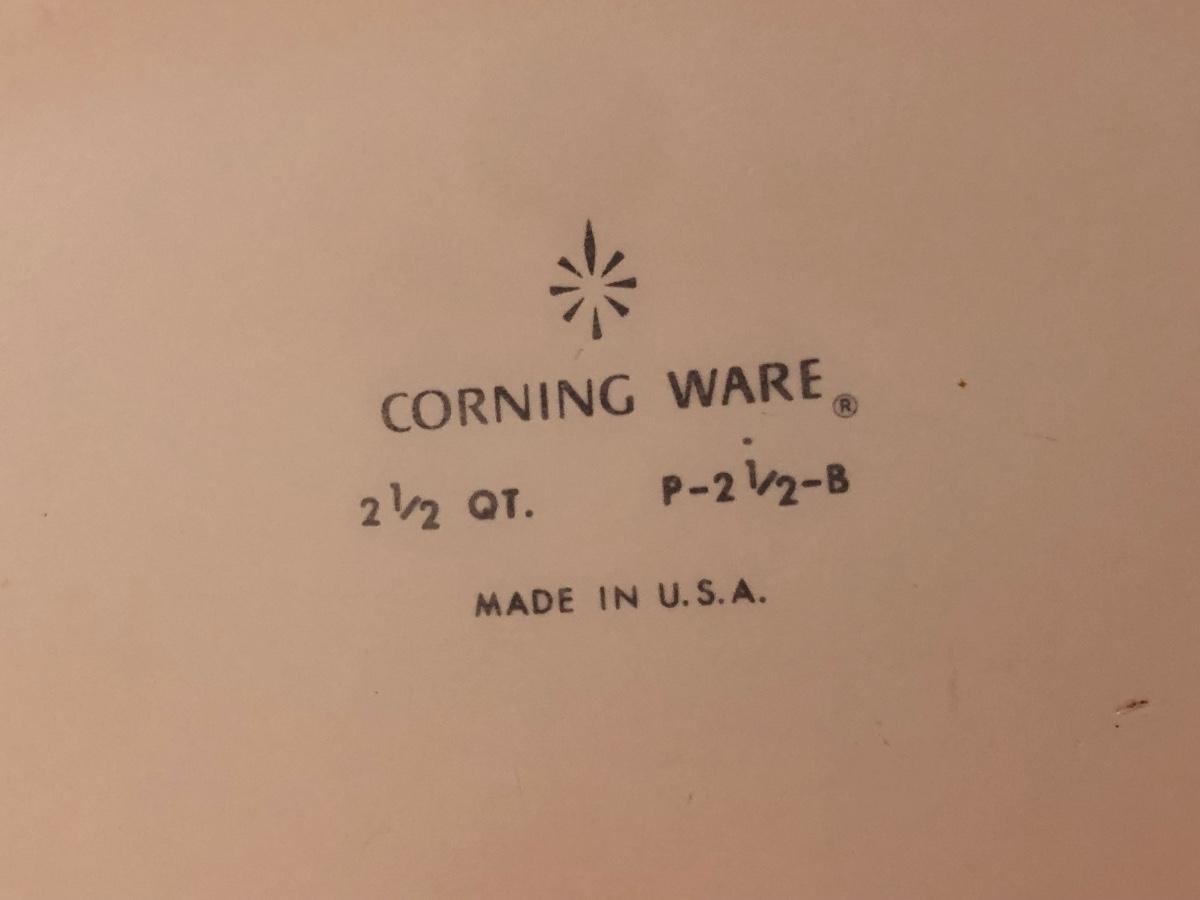 CORNING WARE®
2½ QT. P-2½-B
MADE IN U.S.A.